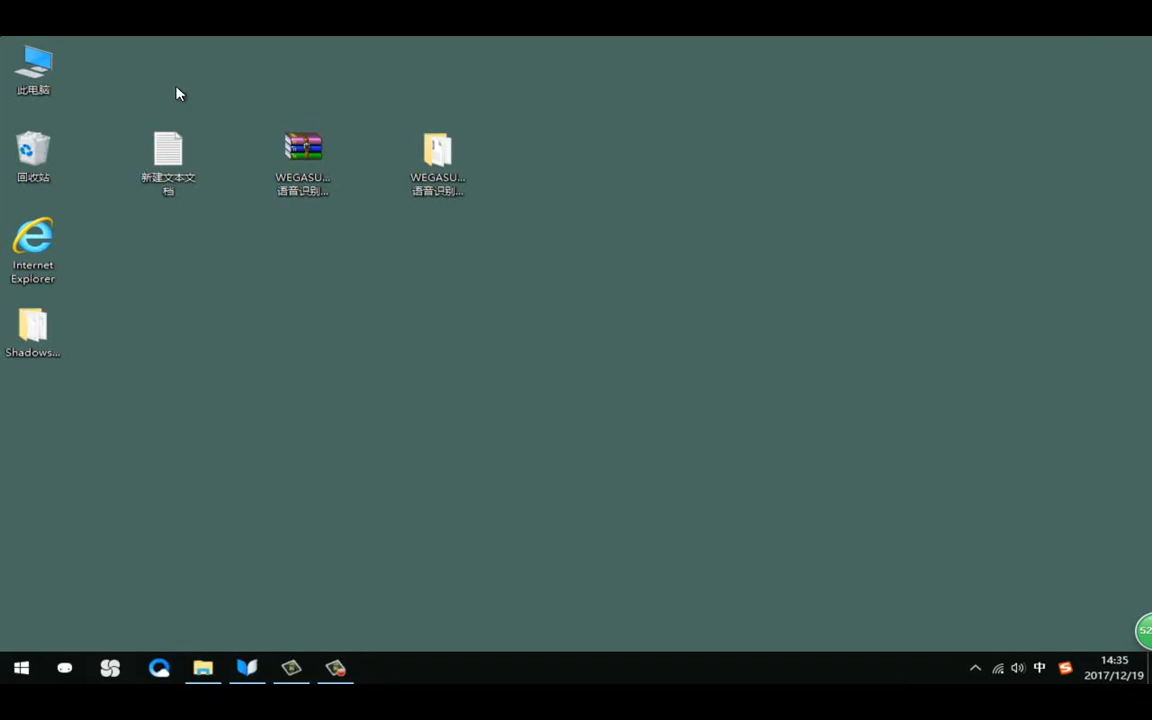 此电脑
回收站
新建文本文
档
WEGASU...
语音识别...
WEGASU...
语音识别...
Internet
Explorer
Shadows...
52
中
14:35
2017/12/19